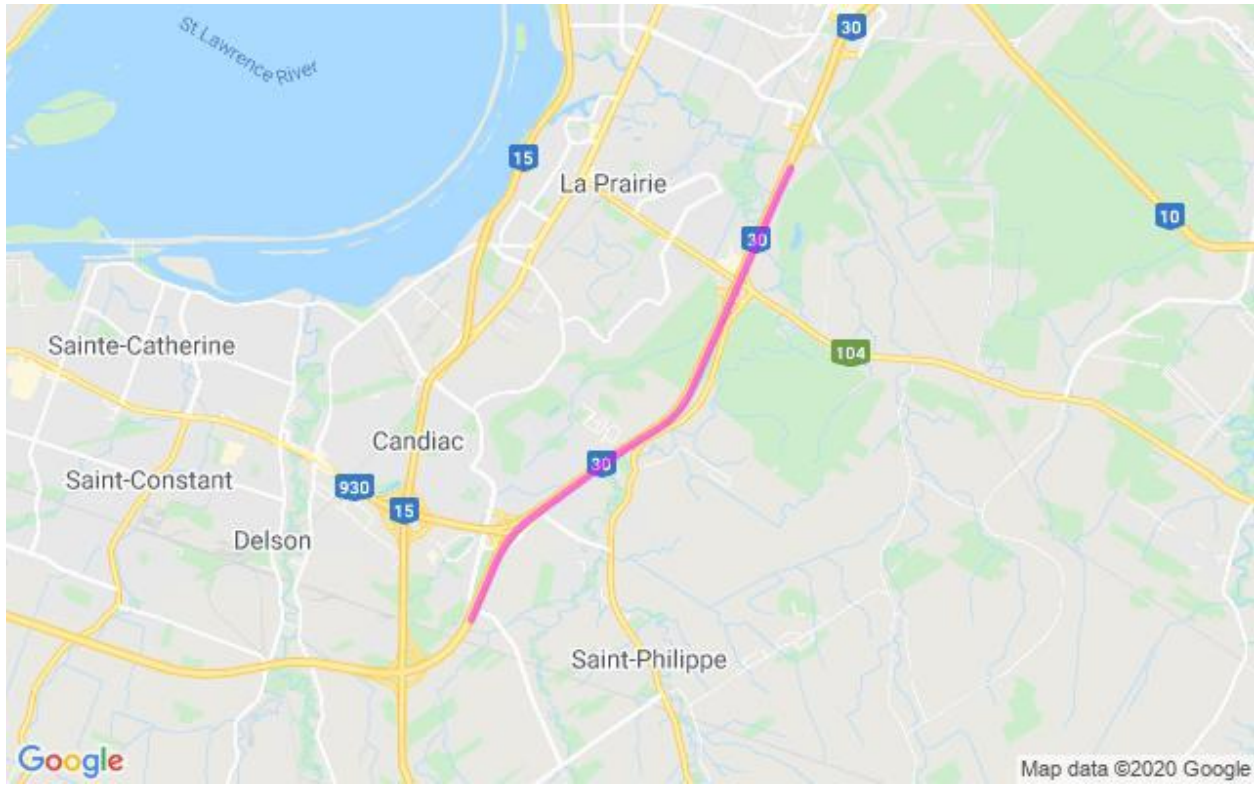 30
St Lawrence River
15
La Prairie
10
30
Sainte-Catherine
104
Candiac
30
Saint-Constant
930
15
Delson
Saint-Philippe
Google
Map data ©2020 Google